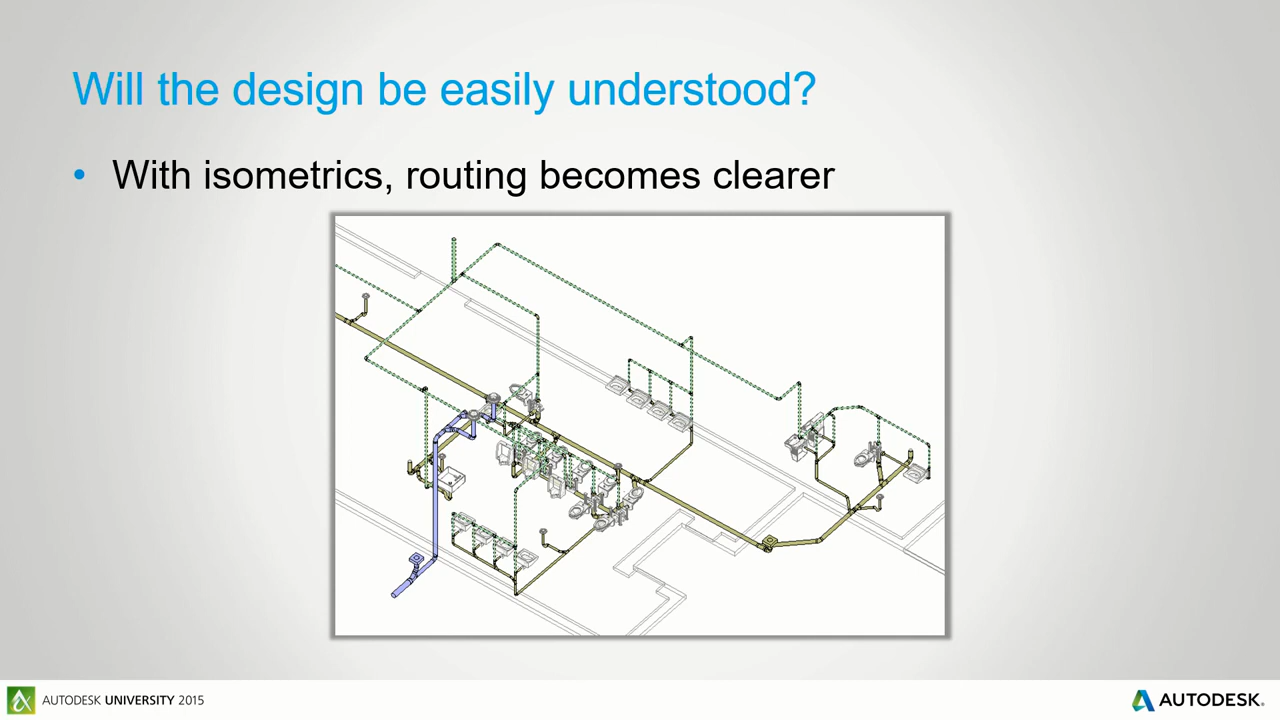 Will the design be easily understood?
• With isometrics, routing becomes clearer
AUTODESK UNIVERSITY 2015
AUTODESK.